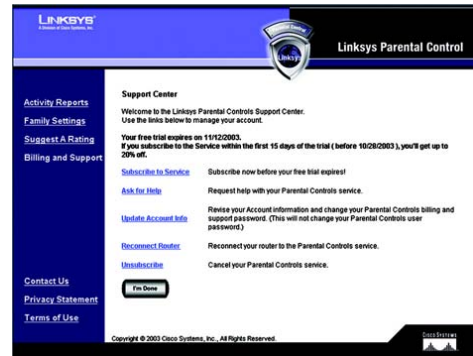 LINKSYS®
A Division of Cisco Systems, Inc.
Linksys
Linksys Parental Control
Activity Reports
Family Settings
Suggest A Rating
Billing and Support
Contact Us
Privacy Statement
Terms of Use
Support Center
Welcome to the Linksys Parental Controls Support Center.
Use the links below to manage your account.
Your free trial expires on 11/12/2003.
If you subscribe to the Service within the first 15 days of the trial ( before 10/28/2003 ), you'll get up to
20% off.
Subscribe to Service Subscribe now before your free trial expires!
Ask for Help Request help with your Parental Controls service.
Update Account Info Revise your Account information and change your Parental Controls billing and
support password. (This will not change your Parental Controls user
password.)
Reconnect Router Reconnect your router to the Parental Controls service.
Unsubscribe Cancel your Parental Controls service.
I'm Done
Copyright © 2003 Cisco Systems, Inc., All Rights Reserved.
CISCO SYSTEMS